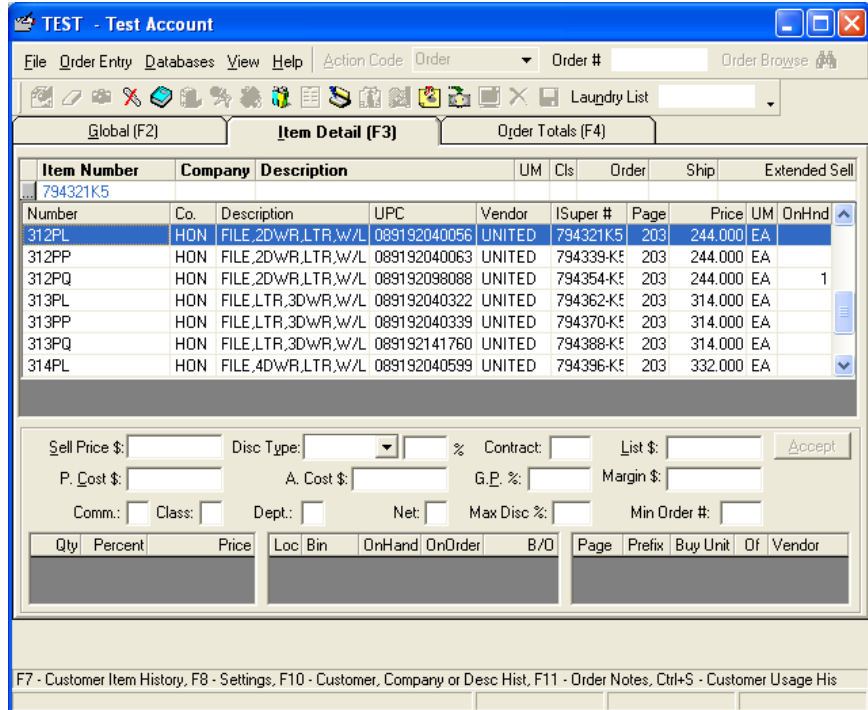 TEST - Test Account
File Order Entry Databases View Help Action Code Order Order # Order Browse
Laundry List
Global (F2) Item Detail (F3) Order Totals (F4)
Item Number Company Description UM Cls Order Ship Extended Sell
... 794321K5
Number Co. Description UPC Vendor ISuper # Page Price UM OnHnd
312PL HON FILE,2DWR,LTR,W/L 089192040056 UNITED 794321K5 203 244.000 EA
312PP HON FILE,2DWR,LTR,W/L 089192040063 UNITED 794339-K5 203 244.000 EA
312PQ HON FILE,2DWR,LTR,W/L 089192098088 UNITED 794354-K5 203 244.000 EA 1
313PL HON FILE,LTR,3DWR,W/L 089192040322 UNITED 794362-K5 203 314.000 EA
313PP HON FILE,LTR,3DWR,W/L 089192040339 UNITED 794370-K5 203 314.000 EA
313PQ HON FILE,LTR,3DWR,W/L 089192141760 UNITED 794388-K5 203 314.000 EA
314PL HON FILE,4DWR,LTR,W/L 089192040599 UNITED 794396-K5 203 332.000 EA
Sell Price $: Disc Type: % Contract: List $: Accept
P. Cost $: A. Cost $: G.P. %: Margin $:
Comm.: Class: Dept.: Net: Max Disc %: Min Order #:
Qty Percent Price Loc Bin OnHand OnOrder B/O Page Prefix Buy Unit Of Vendor
F7 - Customer Item History, F8 - Settings, F10 - Customer, Company or Desc Hist, F11 - Order Notes, Ctrl+S - Customer Usage His